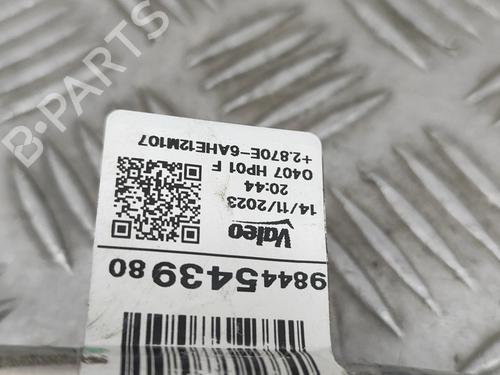 B-PARTS
9844543980
Valeo
14/11/2023
20:44
0407 HP01 F
+2.870E-6AHE12M107